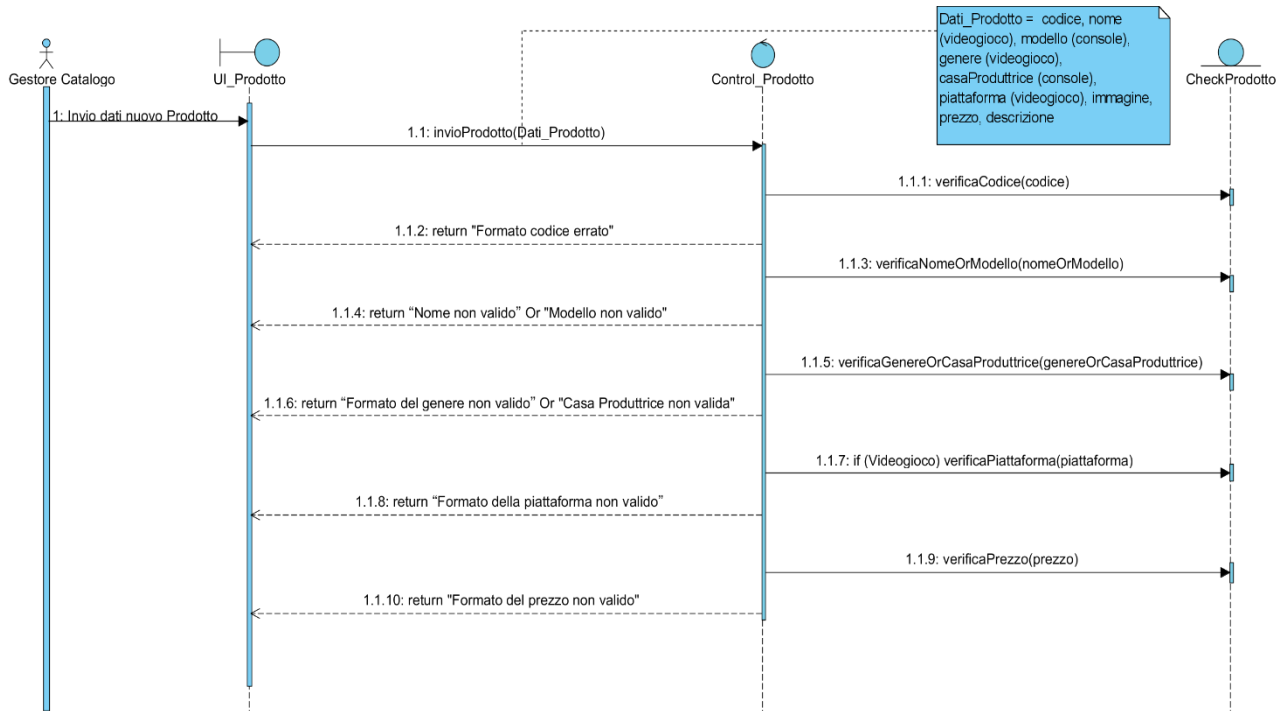 Dati_Prodotto = codice, nome
(videogioco), modello (console),
genere (videogioco),
casaProduttrice (console),
piattaforma (videogioco), immagine,
prezzo, descrizione
Gestore Catalogo
UI_Prodotto
Control_Prodotto
CheckProdotto
1: Invio dati nuovo Prodotto
1.1: invioProdotto(Dati_Prodotto)
1.1.1: verificaCodice(codice)
1.1.2: return "Formato codice errato"
1.1.3: verificaNomeOrModello(nomeOrModello)
1.1.4: return “Nome non valido” Or "Modello non valido"
1.1.5: verificaGenereOrCasaProduttrice(genereOrCasaProduttrice)
1.1.6: return “Formato del genere non valido” Or "Casa Produttrice non valida"
1.1.7: if (Videogioco) verificaPiattaforma(piattaforma)
1.1.8: return “Formato della piattaforma non valido”
1.1.9: verificaPrezzo(prezzo)
1.1.10: return "Formato del prezzo non valido"